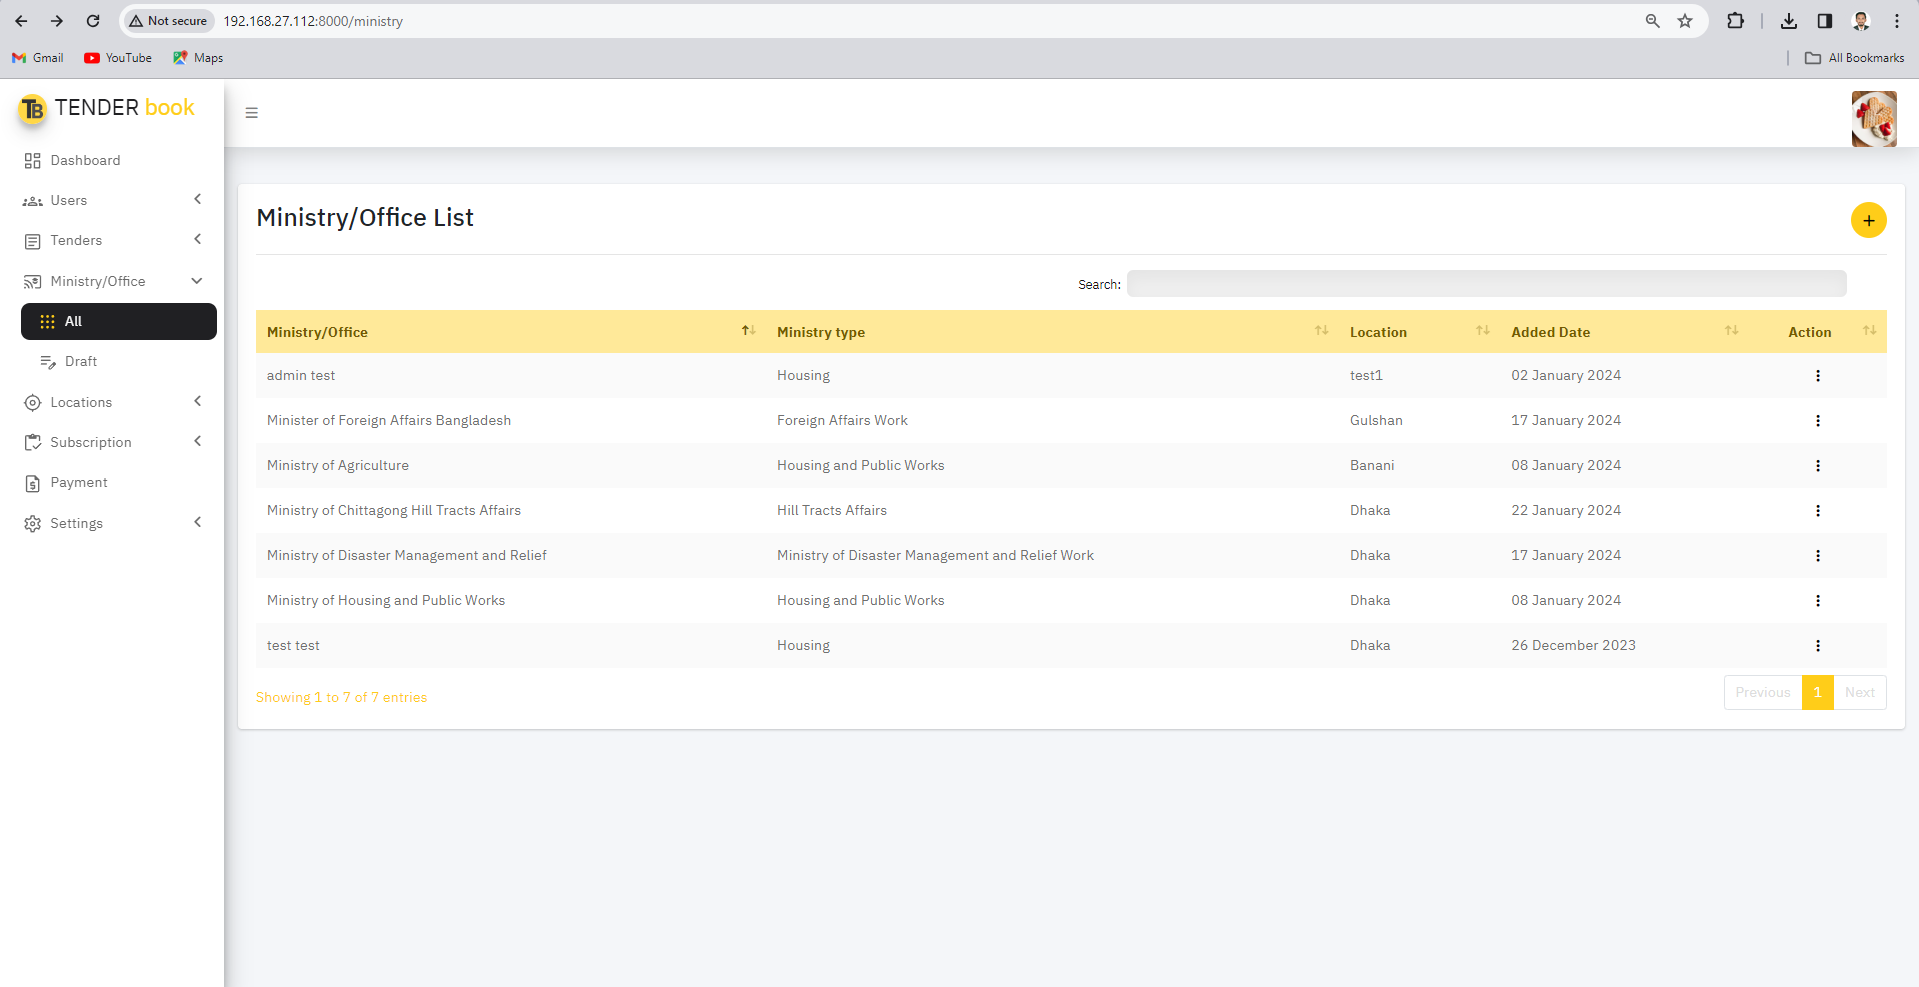 Not secure 192.168.27.112:8000/ministry
Gmail YouTube Maps All Bookmarks
TB TENDER book
Dashboard
Users
Tenders
Ministry/Office
All
Draft
Locations
Subscription
Payment
Settings
Ministry/Office List
+
Search:
Ministry/Office Ministry type Location Added Date Action
admin test Housing test1 02 January 2024
Minister of Foreign Affairs Bangladesh Foreign Affairs Work Gulshan 17 January 2024
Ministry of Agriculture Housing and Public Works Banani 08 January 2024
Ministry of Chittagong Hill Tracts Affairs Hill Tracts Affairs Dhaka 22 January 2024
Ministry of Disaster Management and Relief Ministry of Disaster Management and Relief Work Dhaka 17 January 2024
Ministry of Housing and Public Works Housing and Public Works Dhaka 08 January 2024
test test Housing Dhaka 26 December 2023
Showing 1 to 7 of 7 entries
Previous 1 Next